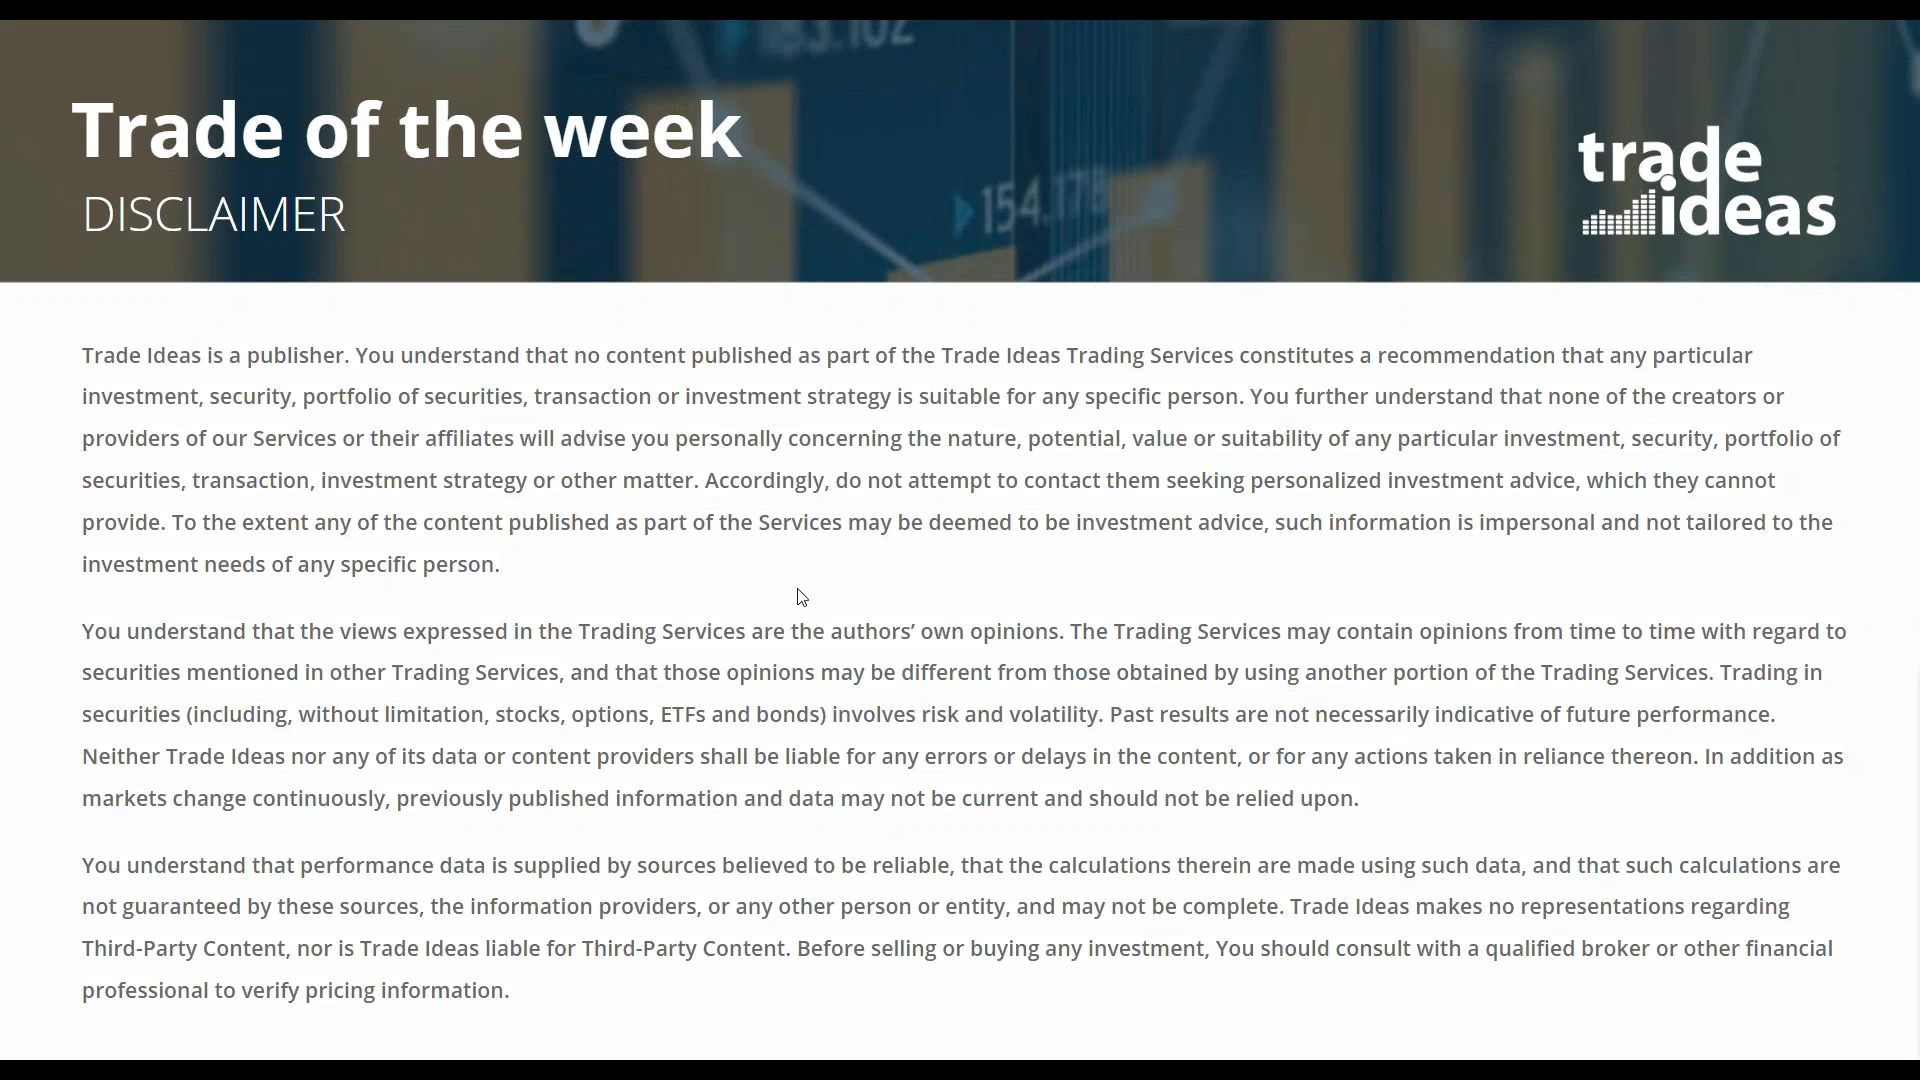 183.102
Trade of the week
DISCLAIMER
154.178
trade
ideas
Trade Ideas is a publisher. You understand that no content published as part of the Trade Ideas Trading Services constitutes a recommendation that any particular
investment, security, portfolio of securities, transaction or investment strategy is suitable for any specific person. You further understand that none of the creators or
providers of our Services or their affiliates will advise you personally concerning the nature, potential, value or suitability of any particular investment, security, portfolio of
securities, transaction, investment strategy or other matter. Accordingly, do not attempt to contact them seeking personalized investment advice, which they cannot
provide. To the extent any of the content published as part of the Services may be deemed to be investment advice, such information is impersonal and not tailored to the
investment needs of any specific person.
You understand that the views expressed in the Trading Services are the authors’ own opinions. The Trading Services may contain opinions from time to time with regard to
securities mentioned in other Trading Services, and that those opinions may be different from those obtained by using another portion of the Trading Services. Trading in
securities (including, without limitation, stocks, options, ETFs and bonds) involves risk and volatility. Past results are not necessarily indicative of future performance.
Neither Trade Ideas nor any of its data or content providers shall be liable for any errors or delays in the content, or for any actions taken in reliance thereon. In addition as
markets change continuously, previously published information and data may not be current and should not be relied upon.
You understand that performance data is supplied by sources believed to be reliable, that the calculations therein are made using such data, and that such calculations are
not guaranteed by these sources, the information providers, or any other person or entity, and may not be complete. Trade Ideas makes no representations regarding
Third-Party Content, nor is Trade Ideas liable for Third-Party Content. Before selling or buying any investment, You should consult with a qualified broker or other financial
professional to verify pricing information.